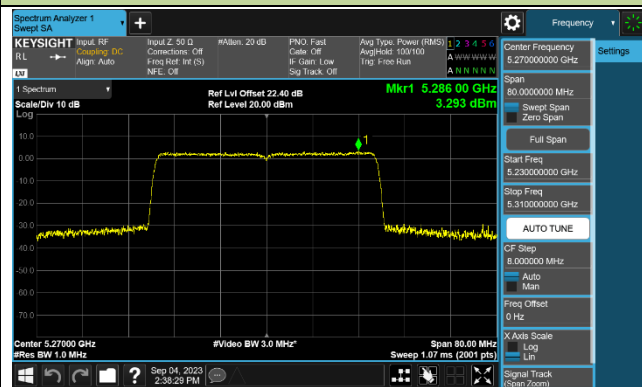 Spectrum Analyzer 1
Swept SA
Frequency
KEYSIGHT
Input: RF
Coupling: DC
Align: Auto
Input Z: 50 Ω
Corrections: Off
Freq Ref: Int (S)
NFE: Off
#Atten: 20 dB
PNO: Fast
Gate: Off
IF Gain: Low
Sig Track: Off
Avg Type: Power (RMS)
Avg|Hold: 100/100
Trig: Free Run
1 2 3 4 5 6
A W W W W W
A N N N N N
R L
LXI
1 Spectrum
Scale/Div 10 dB
Log
Ref Lvl Offset 22.40 dB
Ref Level 20.00 dBm
Mkr1 5.286 00 GHz
3.293 dBm
1
10.0
0.00
-10.0
-20.0
-30.0
-40.0
-50.0
-60.0
-70.0
Center 5.27000 GHz
#Res BW 1.0 MHz
#Video BW 3.0 MHz*
Span 80.00 MHz
Sweep 1.07 ms (2001 pts)
Sep 04, 2023
2:38:29 PM
Center Frequency
5.270000000 GHz
Span
80.0000000 MHz
Swept Span
Zero Span
Full Span
Start Freq
5.230000000 GHz
Stop Freq
5.310000000 GHz
AUTO TUNE
CF Step
8.000000 MHz
Auto
Man
Freq Offset
0 Hz
X Axis Scale
Log
Lin
Signal Track
(Span Zoom)
Settings